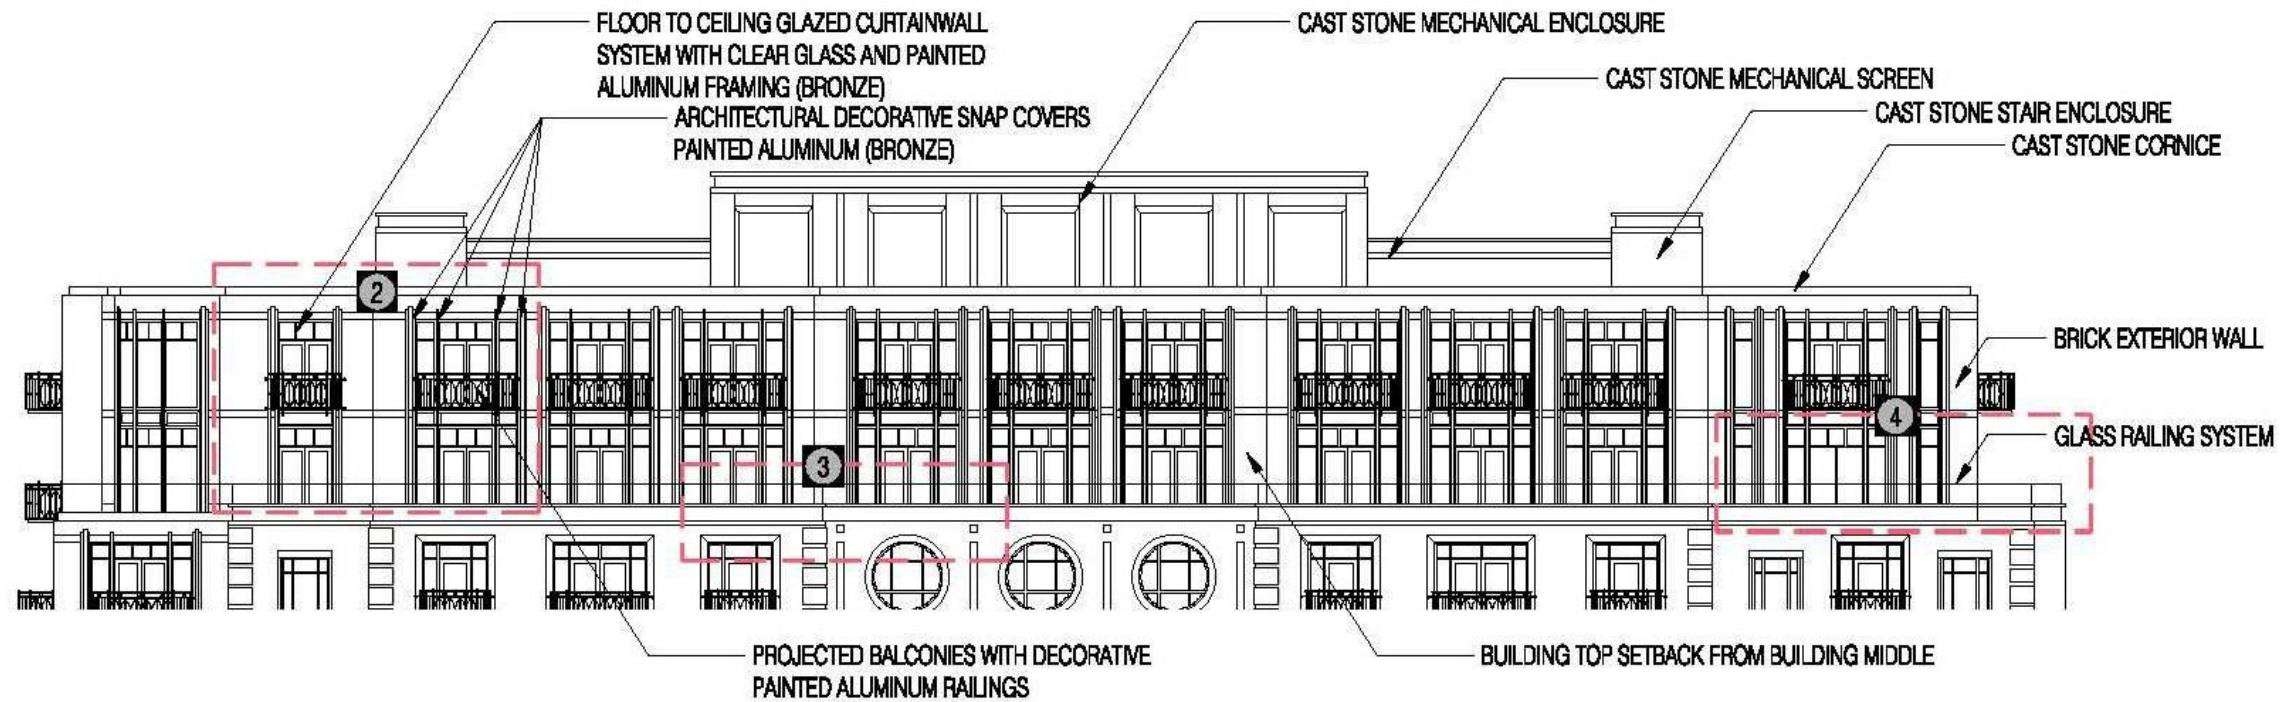 FLOOR TO CEILING GLAZED CURTAINWALL
SYSTEM WITH CLEAR GLASS AND PAINTED
ALUMINUM FRAMING (BRONZE)
ARCHITECTURAL DECORATIVE SNAP COVERS
PAINTED ALUMINUM (BRONZE)
CAST STONE MECHANICAL ENCLOSURE
CAST STONE MECHANICAL SCREEN
CAST STONE STAIR ENCLOSURE
CAST STONE CORNICE
2
BRICK EXTERIOR WALL
4
GLASS RAILING SYSTEM
3
PROJECTED BALCONIES WITH DECORATIVE
PAINTED ALUMINUM RAILINGS
BUILDING TOP SETBACK FROM BUILDING MIDDLE